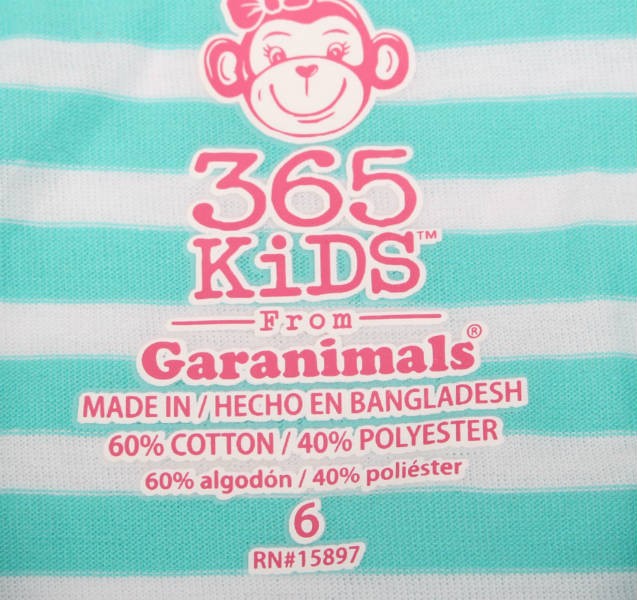 365
KiDS™
From
Garanimals®
MADE IN / HECHO EN BANGLADESH
60% COTTON / 40% POLYESTER
60% algodón / 40% poliéster
6
RN#15897